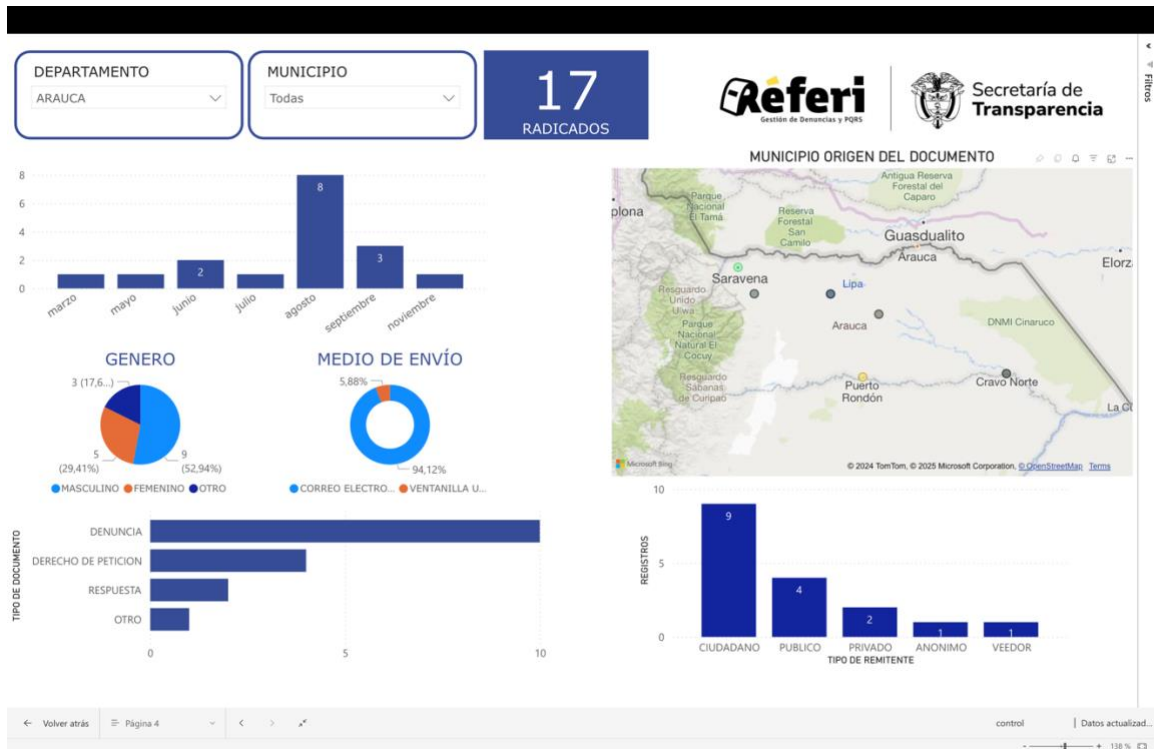 DEPARTAMENTO
ARAUCA
MUNICIPIO
Todas
17
RADICADOS
Réferi
Gestión de Denuncias y PQRS
Secretaría de
Transparencia
Filtros
8
6
4
2
0
8
2
3
marzo
mayo
junio
julio
agosto
septiembre
noviembre
GENERO
3 (17,6...)
5
(29,41%)
9
(52,94%)
MASCULINO
FEMENINO
OTRO
MEDIO DE ENVÍO
5,88%
94,12%
CORREO ELECTRO...
VENTANILLA U...
TIPO DE DOCUMENTO
DENUNCIA
DERECHO DE PETICION
RESPUESTA
OTRO
0
5
10
MUNICIPIO ORIGEN DEL DOCUMENTO
plona
Parque
Nacional
El Tamá
Antigua Reserva
Forestal del
Caparo
Reserva
Forestal
San
Camilo
Guasdualito
Arauca
Elorz
Saravena
Lipa
Resguardo
Unido
Uiwa
Parque
Nacional
Natural El
Cocuy
Arauca
DNMI Cinaruco
Resguardo
Sabanas
de Curipao
Puerto
Rondón
Cravo Norte
Microsoft Bing
© 2024 TomTom, © 2025 Microsoft Corporation, © OpenStreetMap Terms
10
5
0
REGISTROS
9
4
2
1
1
CIUDADANO
PUBLICO
PRIVADO
ANONIMO
VEEDOR
TIPO DE REMITENTE
Volver atrás
Página 4
control
Datos actualizad...
138 %